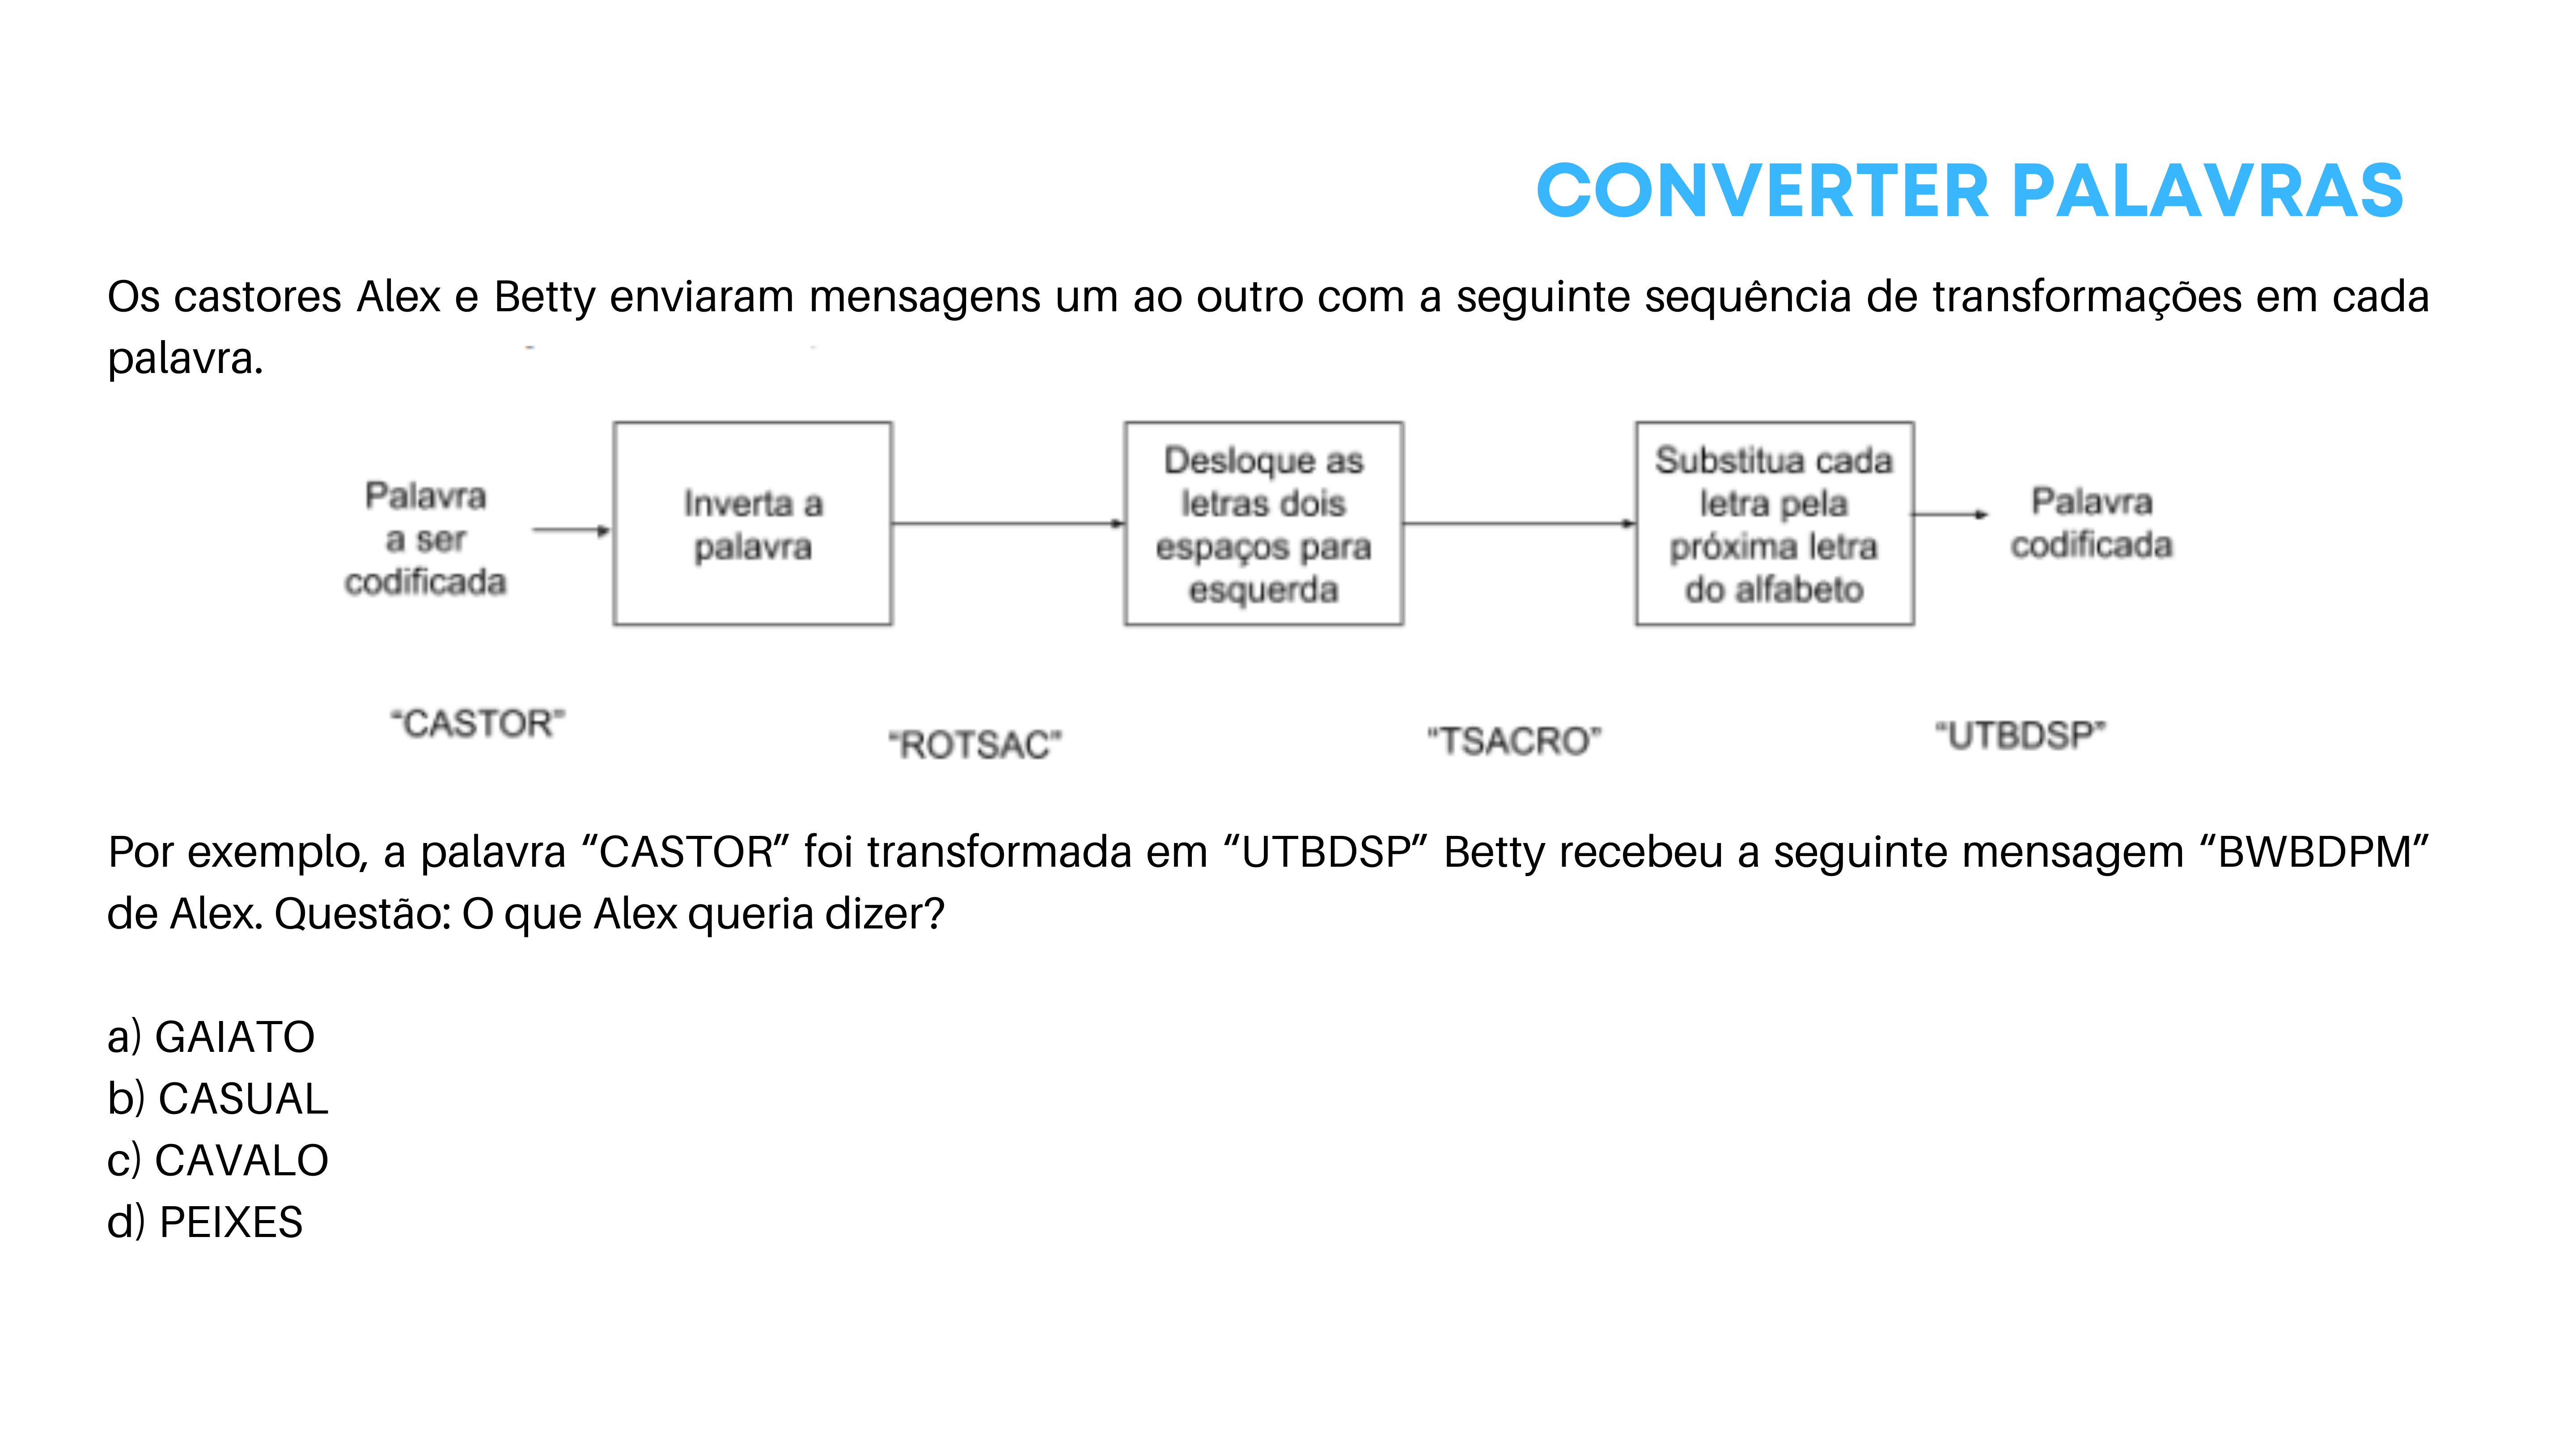 CONVERTER PALAVRAS
Os castores Alex e Betty enviaram mensagens um ao outro com a seguinte sequência de transformações em cada
palavra.
Palavra
a ser
codificada
Inverta a
palavra
Desloque as
letras dois
espaços para
esquerda
Substitua cada
letra pela
próxima letra
do alfabeto
Palavra
codificada
“CASTOR”
“ROTSAC”
“TSACRO”
“UTBDSP”
Por exemplo, a palavra “CASTOR” foi transformada em “UTBDSP” Betty recebeu a seguinte mensagem “BWBDPM”
de Alex. Questão: O que Alex queria dizer?
a) GAIATO
b) CASUAL
c) CAVALO
d) PEIXES